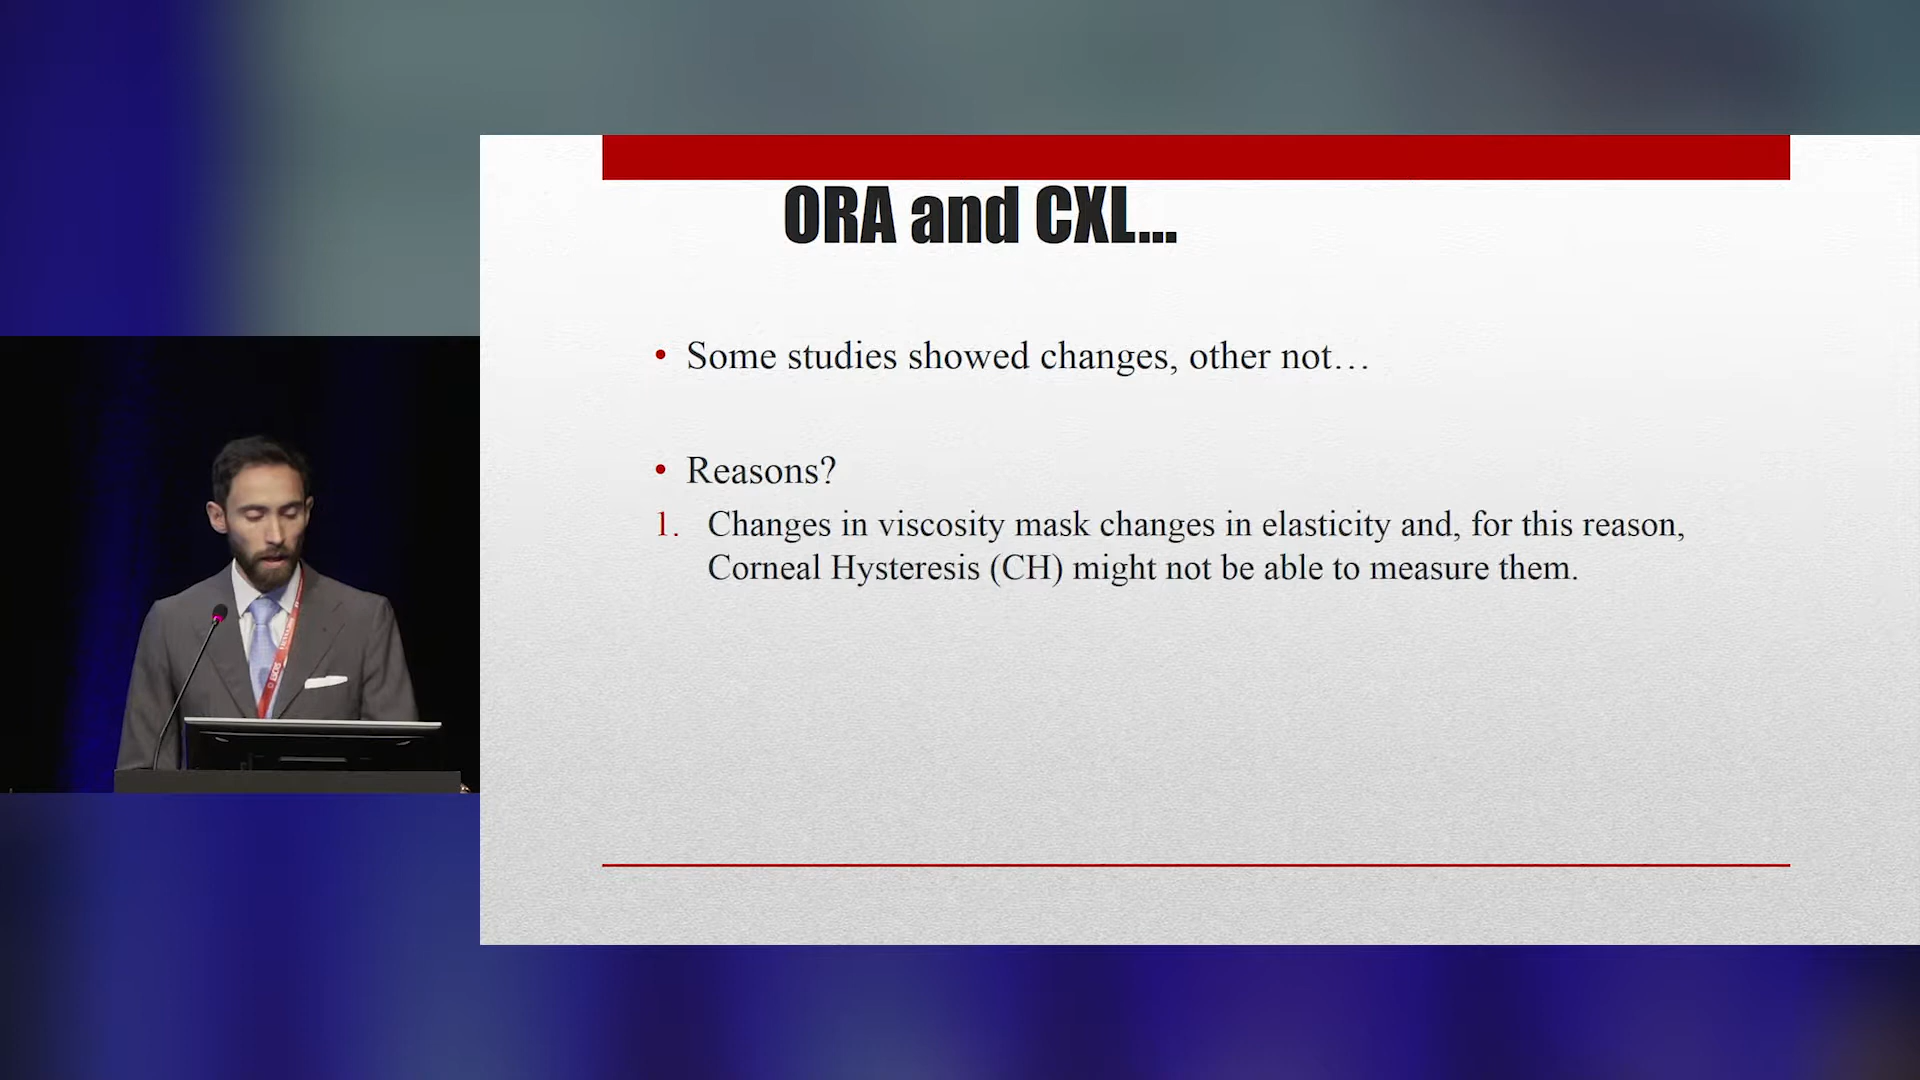 ORA and CXL...
• Some studies showed changes, other not…
• Reasons?
1. Changes in viscosity mask changes in elasticity and, for this reason,
Corneal Hysteresis (CH) might not be able to measure them.